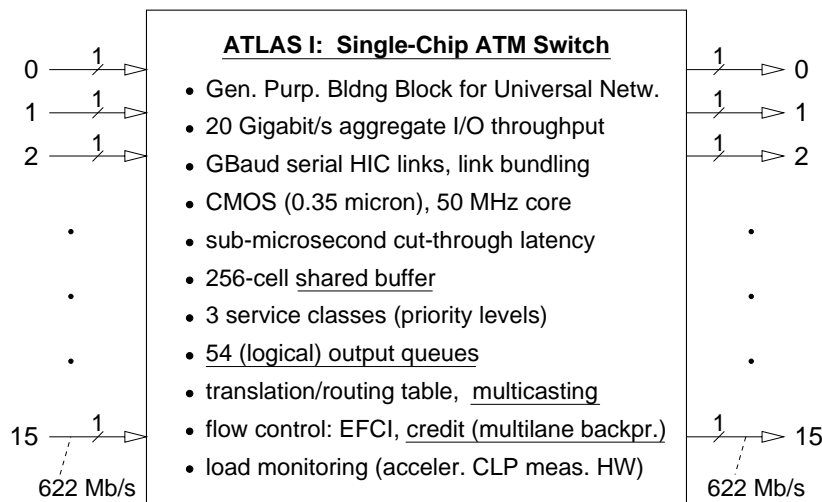 ATLAS I: Single-Chip ATM Switch
0 1 1 0
• Gen. Purp. Bldng Block for Universal Netw.
1 1 1 1
• 20 Gigabit/s aggregate I/O throughput
2 1 1 2
• GBaud serial HIC links, link bundling
• CMOS (0.35 micron), 50 MHz core
• sub-microsecond cut-through latency
• 256-cell shared buffer
• 3 service classes (priority levels)
• 54 (logical) output queues
• translation/routing table, multicasting
15 1 1 15
• flow control: EFCI, credit (multilane backpr.)
• load monitoring (acceler. CLP meas. HW)
622 Mb/s 622 Mb/s